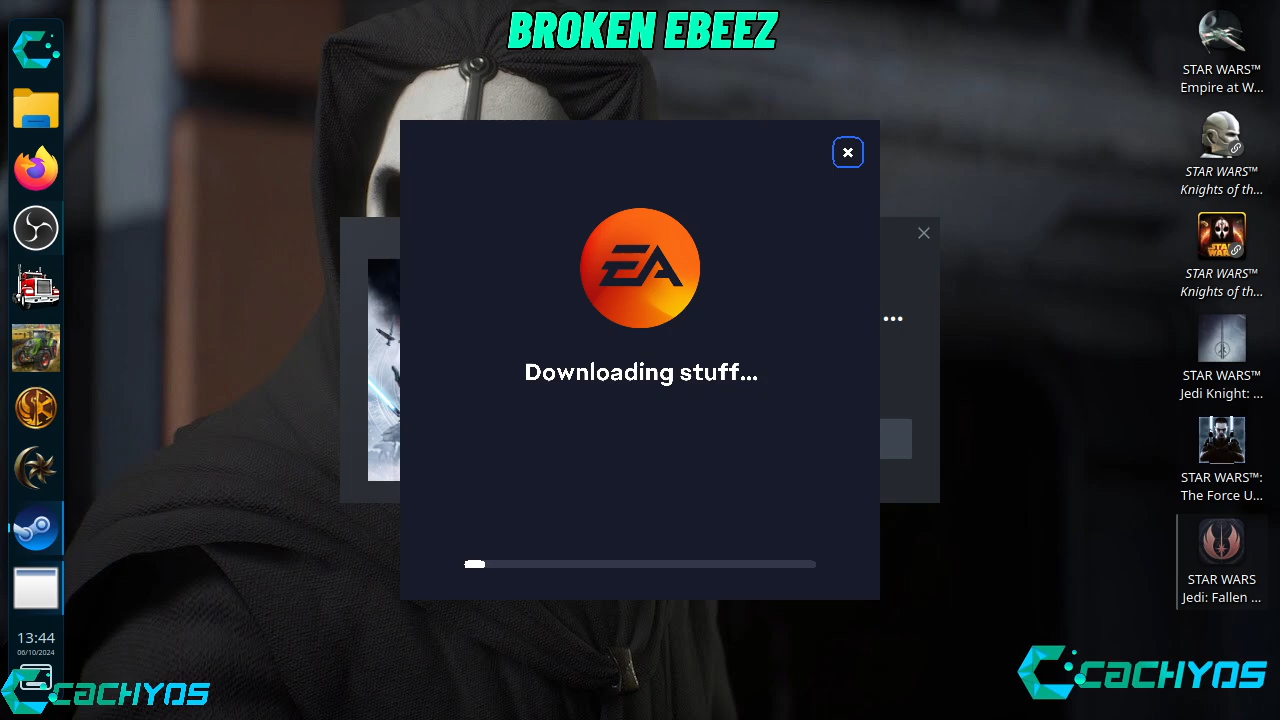 BROKEN EBEEZ
STAR WARS™
Empire at W...
STAR WARS™
Knights of th...
STAR WARS™
Knights of th...
STAR WARS™
Jedi Knight: ...
STAR WARS™:
The Force U...
STAR WARS
Jedi: Fallen ...
EA
Downloading stuff...
...
STAR
WARS
13:44
06/10/2024
CACHYOS
CACHYOS